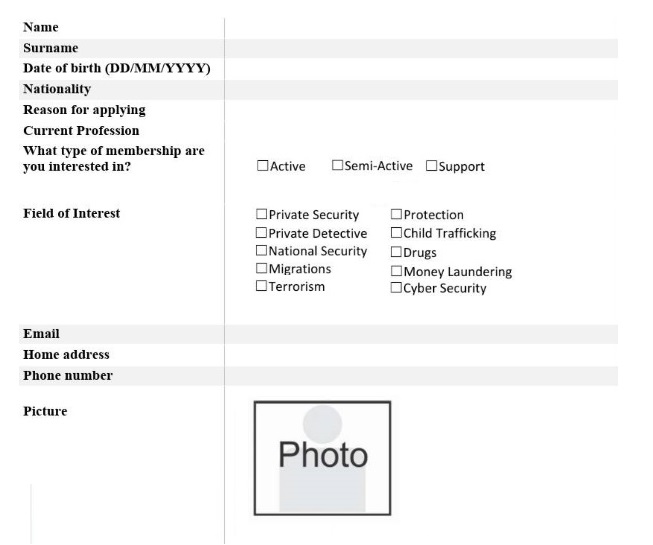 Name
Surname
Date of birth (DD/MM/YYYY)
Nationality
Reason for applying
Current Profession
What type of membership are
you interested in?
☐Active ☐Semi-Active ☐Support
Field of Interest
☐Private Security ☐Protection
☐Private Detective ☐Child Trafficking
☐National Security ☐Drugs
☐Migrations ☐Money Laundering
☐Terrorism ☐Cyber Security
Email
Home address
Phone number
Picture
Photo